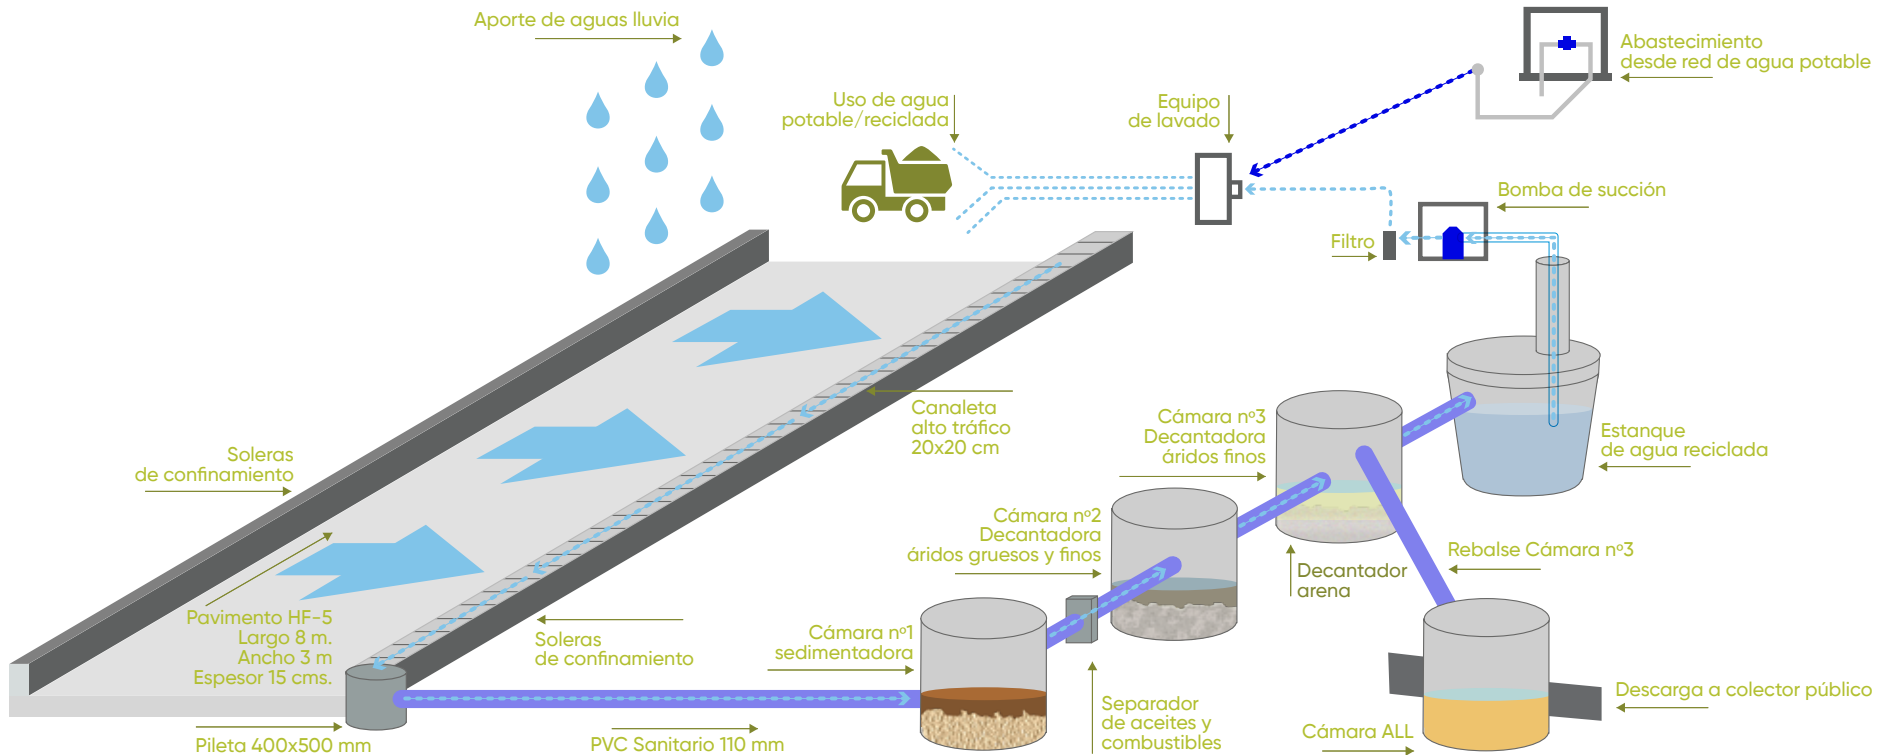 Aporte de aguas lluvia
Uso de agua
potable/reciclada
Equipo
de lavado
Abastecimiento
desde red de agua potable
Bomba de succión
Filtro
Canaleta
alto tráfico
20x20 cm
Cámara nº3
Decantadora
áridos finos
Estanque
de agua reciclada
Soleras
de confinamiento
Cámara nº2
Decantadora
áridos gruesos y finos
Decantador
arena
Rebalse Cámara nº3
Pavimento HF-5
Largo 8 m.
Ancho 3 m
Espesor 15 cms.
Soleras
de confinamiento
Cámara nº1
sedimentadora
Separador
de aceites y
combustibles
Descarga a colector público
Cámara ALL
Pileta 400x500 mm
PVC Sanitario 110 mm